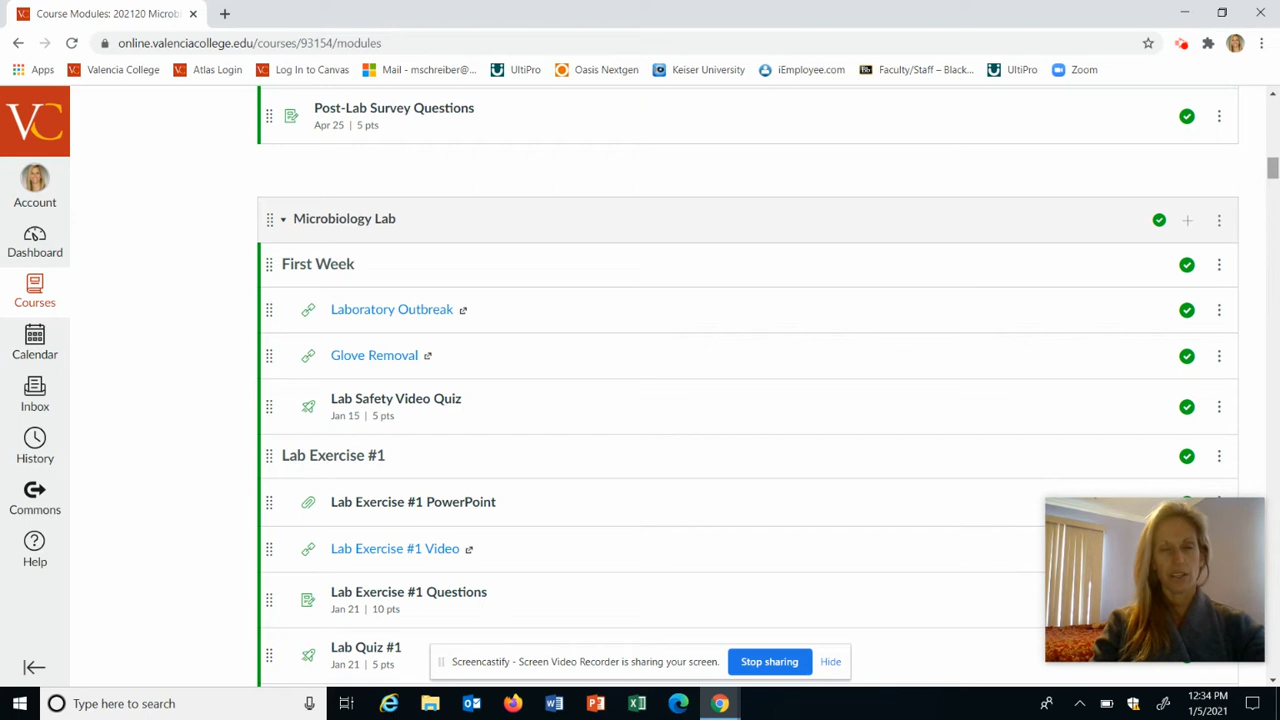 Course Modules: 202120 Microbi
online.valenciacollege.edu/courses/93154/modules
Apps Valencia College Atlas Login Log In to Canvas Mail - mschreiber@... UltiPro Oasis Nextgen Keiser University iEmployee.com Faculty/Staff – Black... UltiPro Zoom
VC
Account
Dashboard
Courses
Calendar
Inbox
History
Commons
Help
Post-Lab Survey Questions
Apr 25 | 5 pts
Microbiology Lab
First Week
Laboratory Outbreak
Glove Removal
Lab Safety Video Quiz
Jan 15 | 5 pts
Lab Exercise #1
Lab Exercise #1 PowerPoint
Lab Exercise #1 Video
Lab Exercise #1 Questions
Jan 21 | 10 pts
Lab Quiz #1
Jan 21 | 5 pts
Screencastify - Screen Video Recorder is sharing your screen. Stop sharing Hide
Type here to search
12:34 PM
1/5/2021